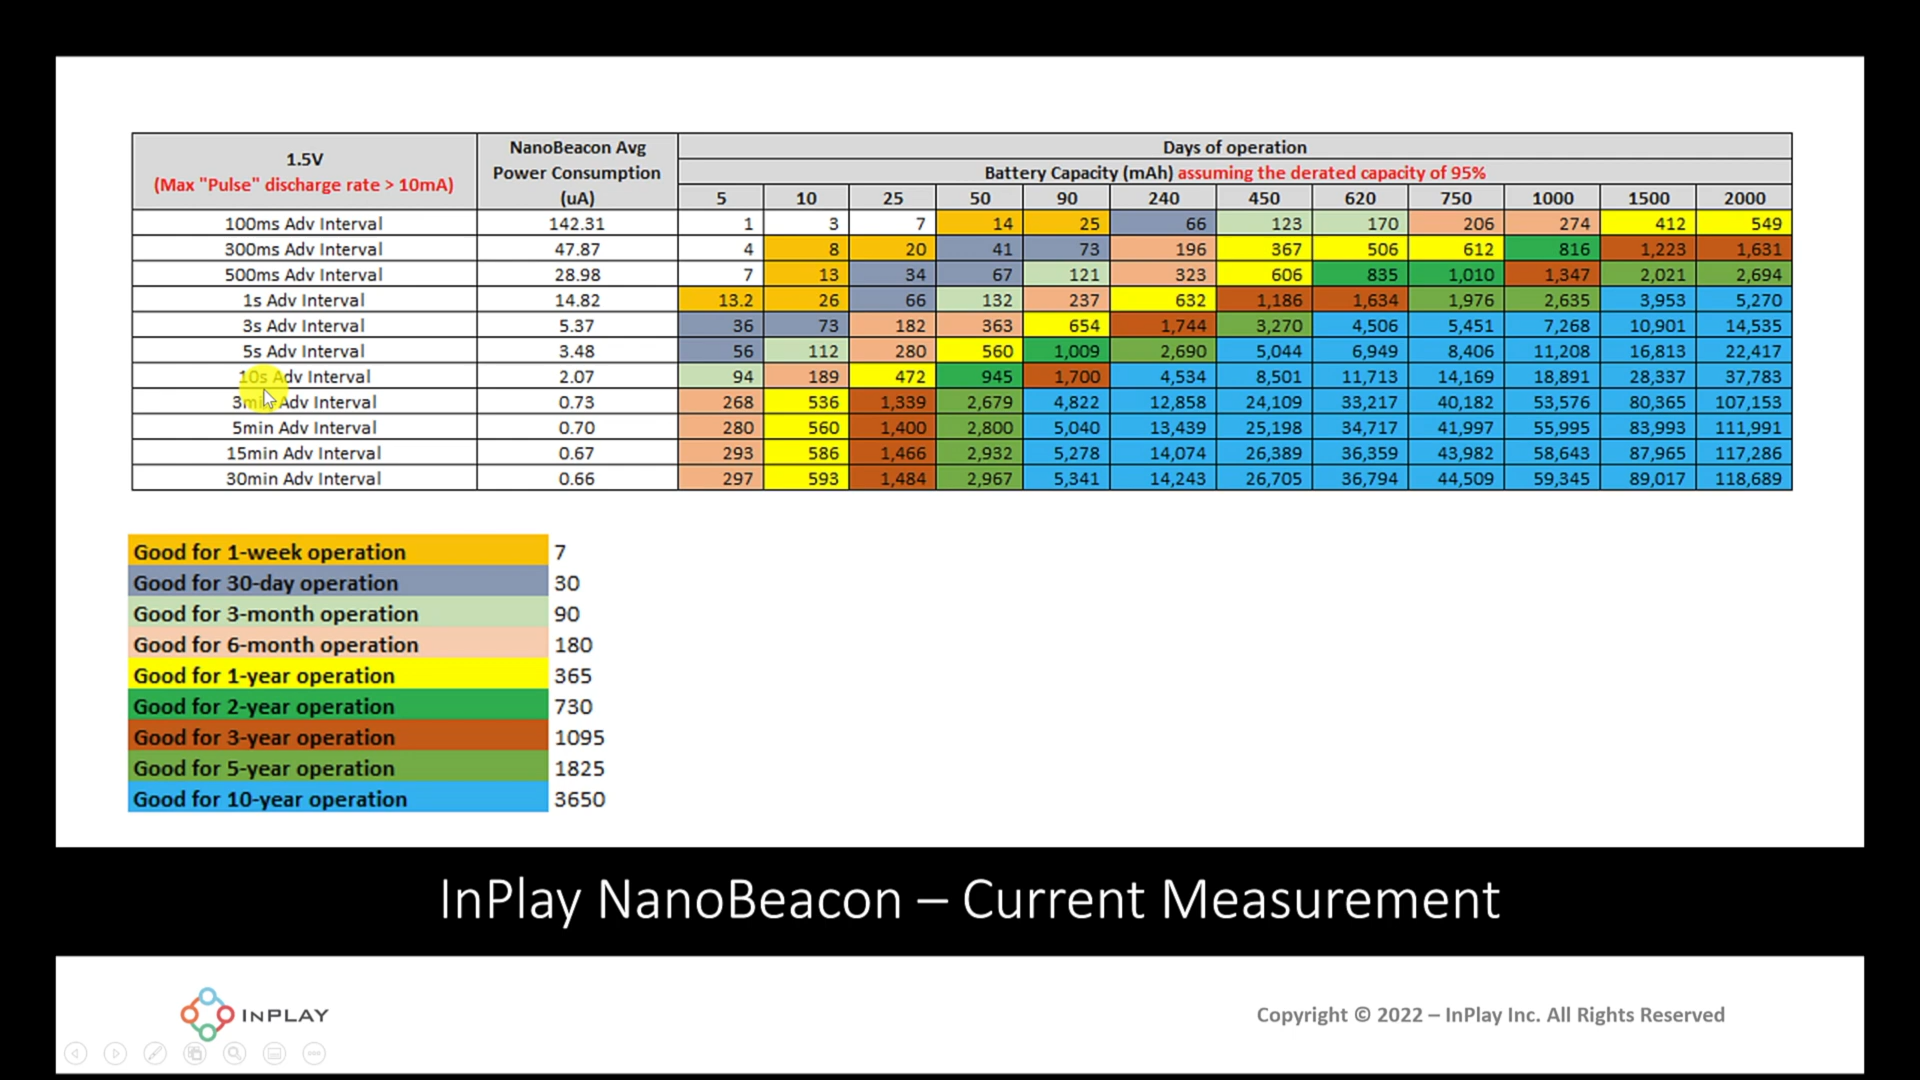 1.5V
(Max "Pulse" discharge rate > 10mA)
NanoBeacon Avg
Power Consumption
(uA)
Days of operation
Battery Capacity (mAh) assuming the derated capacity of 95%
5 10 25 50 90 240 450 620 750 1000 1500 2000
100ms Adv Interval 142.31 1 3 7 14 25 66 123 170 206 274 412 549
300ms Adv Interval 47.87 4 8 20 41 73 196 367 506 612 816 1,223 1,631
500ms Adv Interval 28.98 7 13 34 67 121 323 606 835 1,010 1,347 2,021 2,694
1s Adv Interval 14.82 13.2 26 66 132 237 632 1,186 1,634 1,976 2,635 3,953 5,270
3s Adv Interval 5.37 36 73 182 363 654 1,744 3,270 4,506 5,451 7,268 10,901 14,535
5s Adv Interval 3.48 56 112 280 560 1,009 2,690 5,044 6,949 8,406 11,208 16,813 22,417
10s Adv Interval 2.07 94 189 472 945 1,700 4,534 8,501 11,713 14,169 18,891 28,337 37,783
3min Adv Interval 0.73 268 536 1,339 2,679 4,822 12,858 24,109 33,217 40,182 53,576 80,365 107,153
5min Adv Interval 0.70 280 560 1,400 2,800 5,040 13,439 25,198 34,717 41,997 55,995 83,993 111,991
15min Adv Interval 0.67 293 586 1,466 2,932 5,278 14,074 26,389 36,359 43,982 58,643 87,965 117,286
30min Adv Interval 0.66 297 593 1,484 2,967 5,341 14,243 26,705 36,794 44,509 59,345 89,017 118,689
Good for 1-week operation 7
Good for 30-day operation 30
Good for 3-month operation 90
Good for 6-month operation 180
Good for 1-year operation 365
Good for 2-year operation 730
Good for 3-year operation 1095
Good for 5-year operation 1825
Good for 10-year operation 3650
InPlay NanoBeacon – Current Measurement
INPLAY
Copyright © 2022 – InPlay Inc. All Rights Reserved